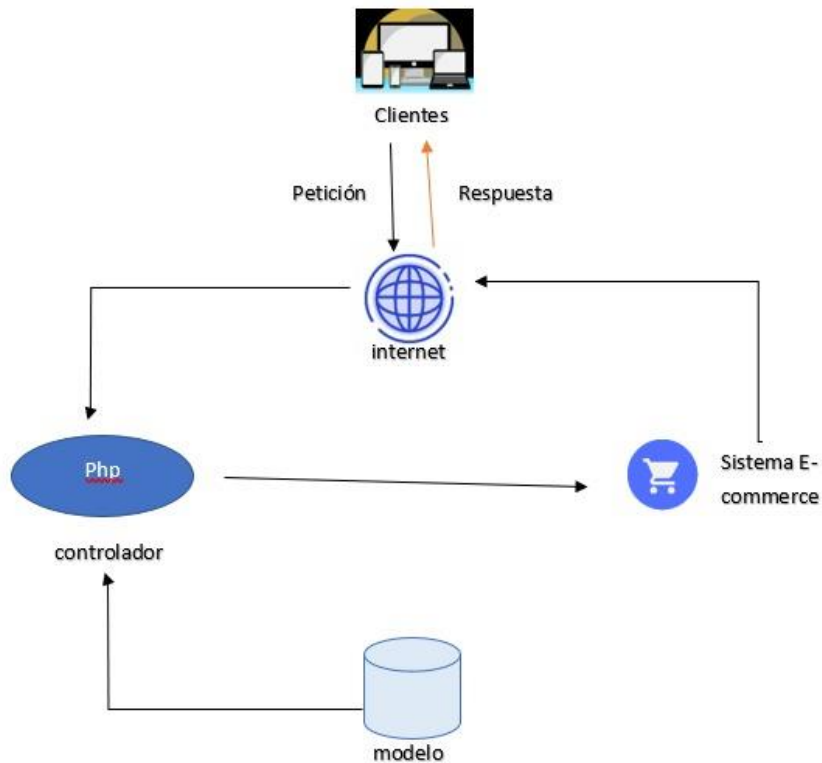 Clientes
Petición
Respuesta
internet
Php
Sistema E-
commerce
controlador
modelo